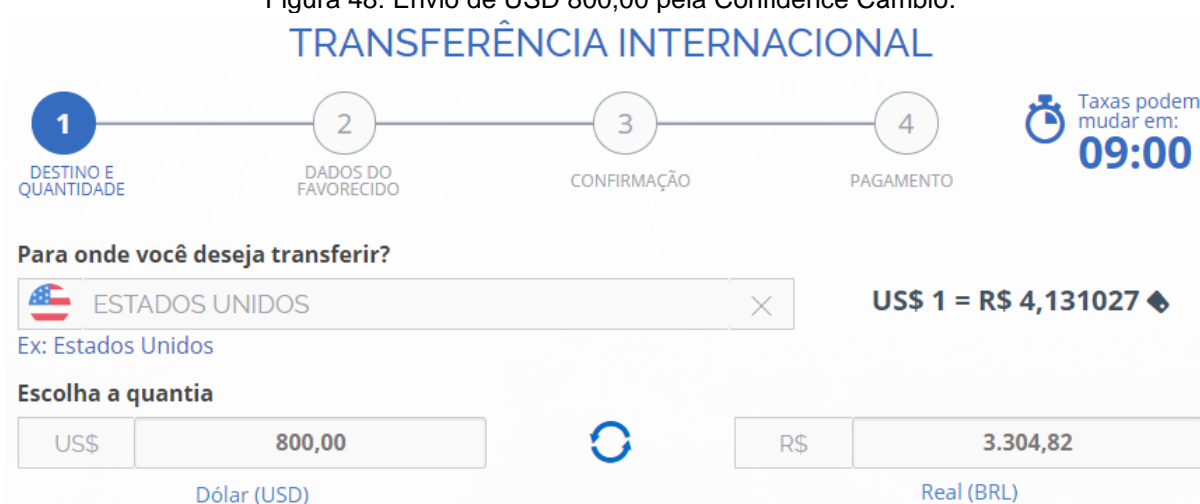 Figura 48: Envio de USD 800,00 pela Confidence Câmbio.
TRANSFERÊNCIA INTERNACIONAL
1
2
3
4
Taxas podem
mudar em:
09:00
DESTINO E
QUANTIDADE
DADOS DO
FAVORECIDO
CONFIRMAÇÃO
PAGAMENTO
Para onde você deseja transferir?
ESTADOS UNIDOS
US$ 1 = R$ 4,131027
Ex: Estados Unidos
Escolha a quantia
US$ 800,00 R$ 3.304,82
Dólar (USD) Real (BRL)